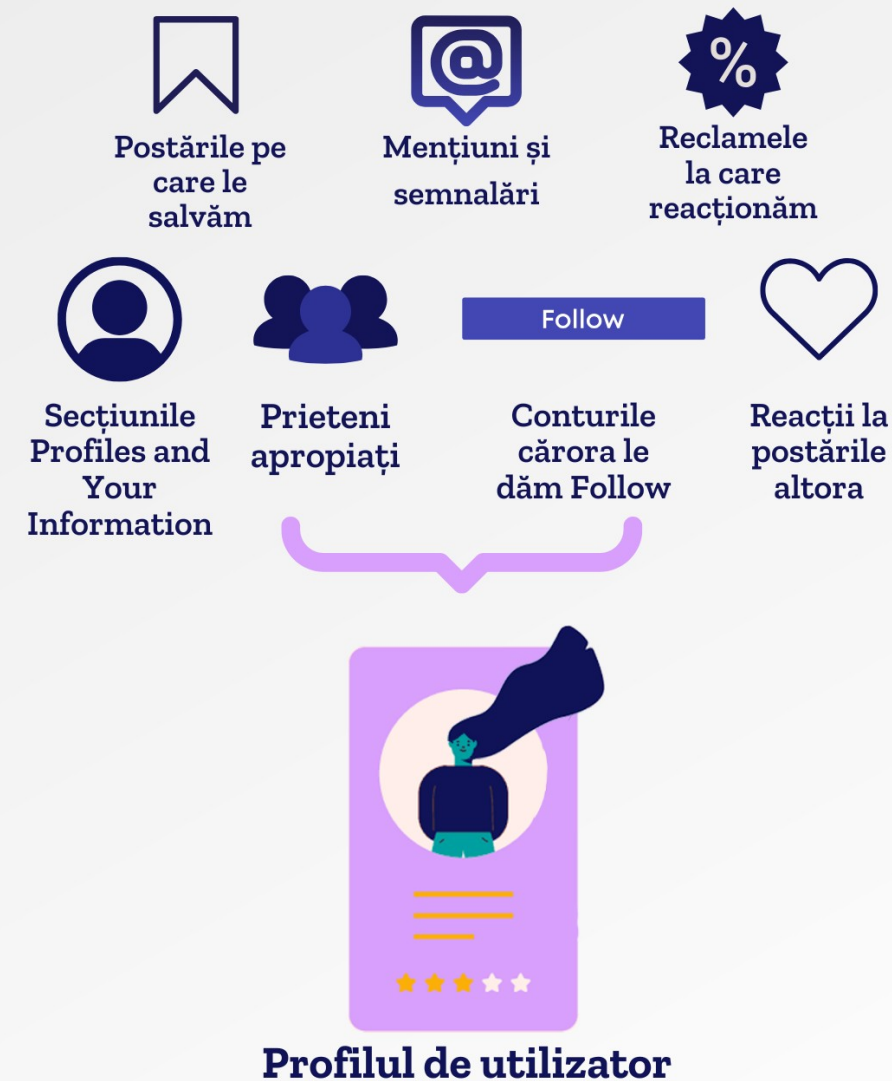 Postările pe
care le
salvăm
@
Mențiuni și
semnalări
%
Reclamele
la care
reacționăm
Secțiunile
Profiles and
Your
Information
Prieteni
apropiați
Follow
Conturile
cărora le
dăm Follow
Reacții la
postările
altora
Profilul de utilizator